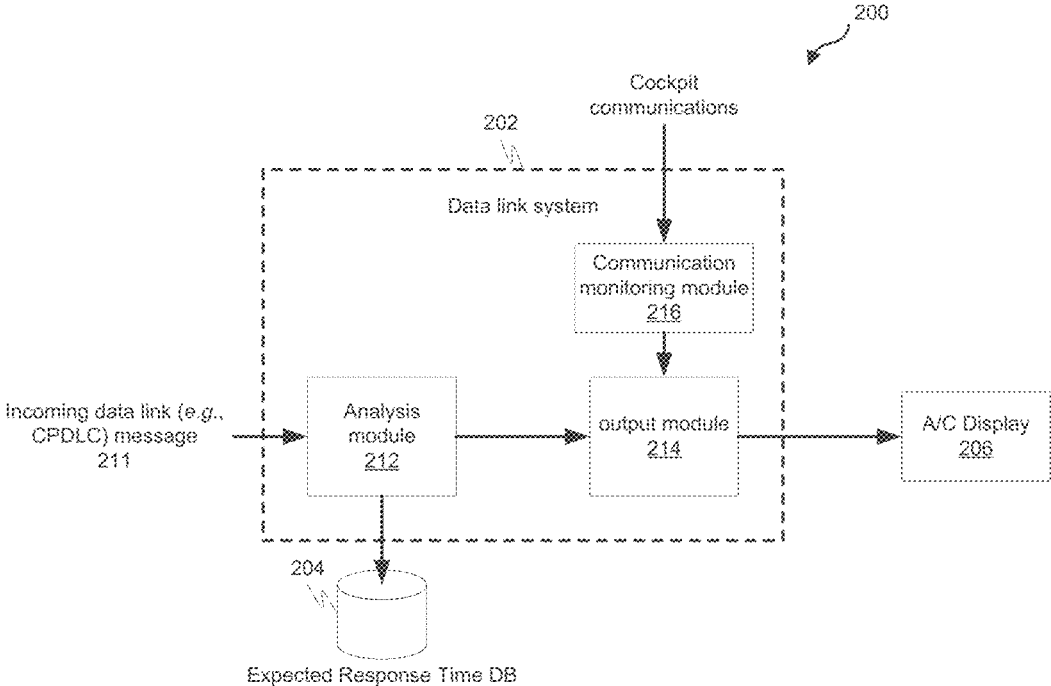 200
Cockpit
communications
202
Data link system
Communication
monitoring module
216
Incoming data link (e.g.,
CPDLC) message
211
Analysis
module
212
output module
214
A/C Display
206
204
Expected Response Time DB